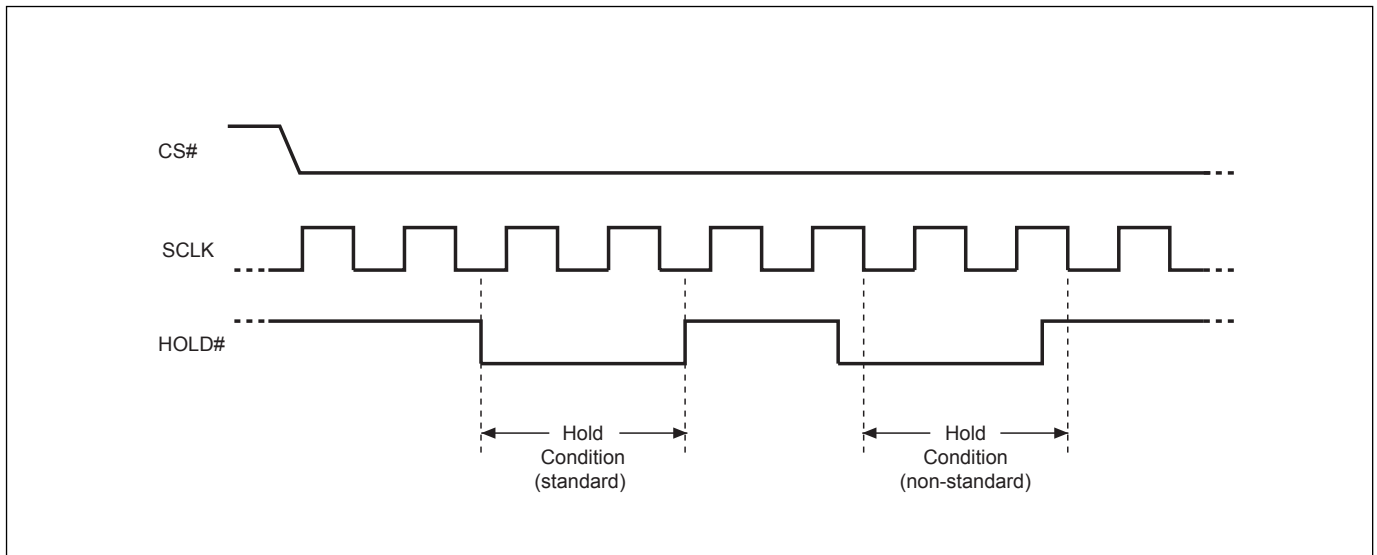 CS#
SCLK
HOLD#
Hold
Condition
(standard)
Hold
Condition
(non-standard)